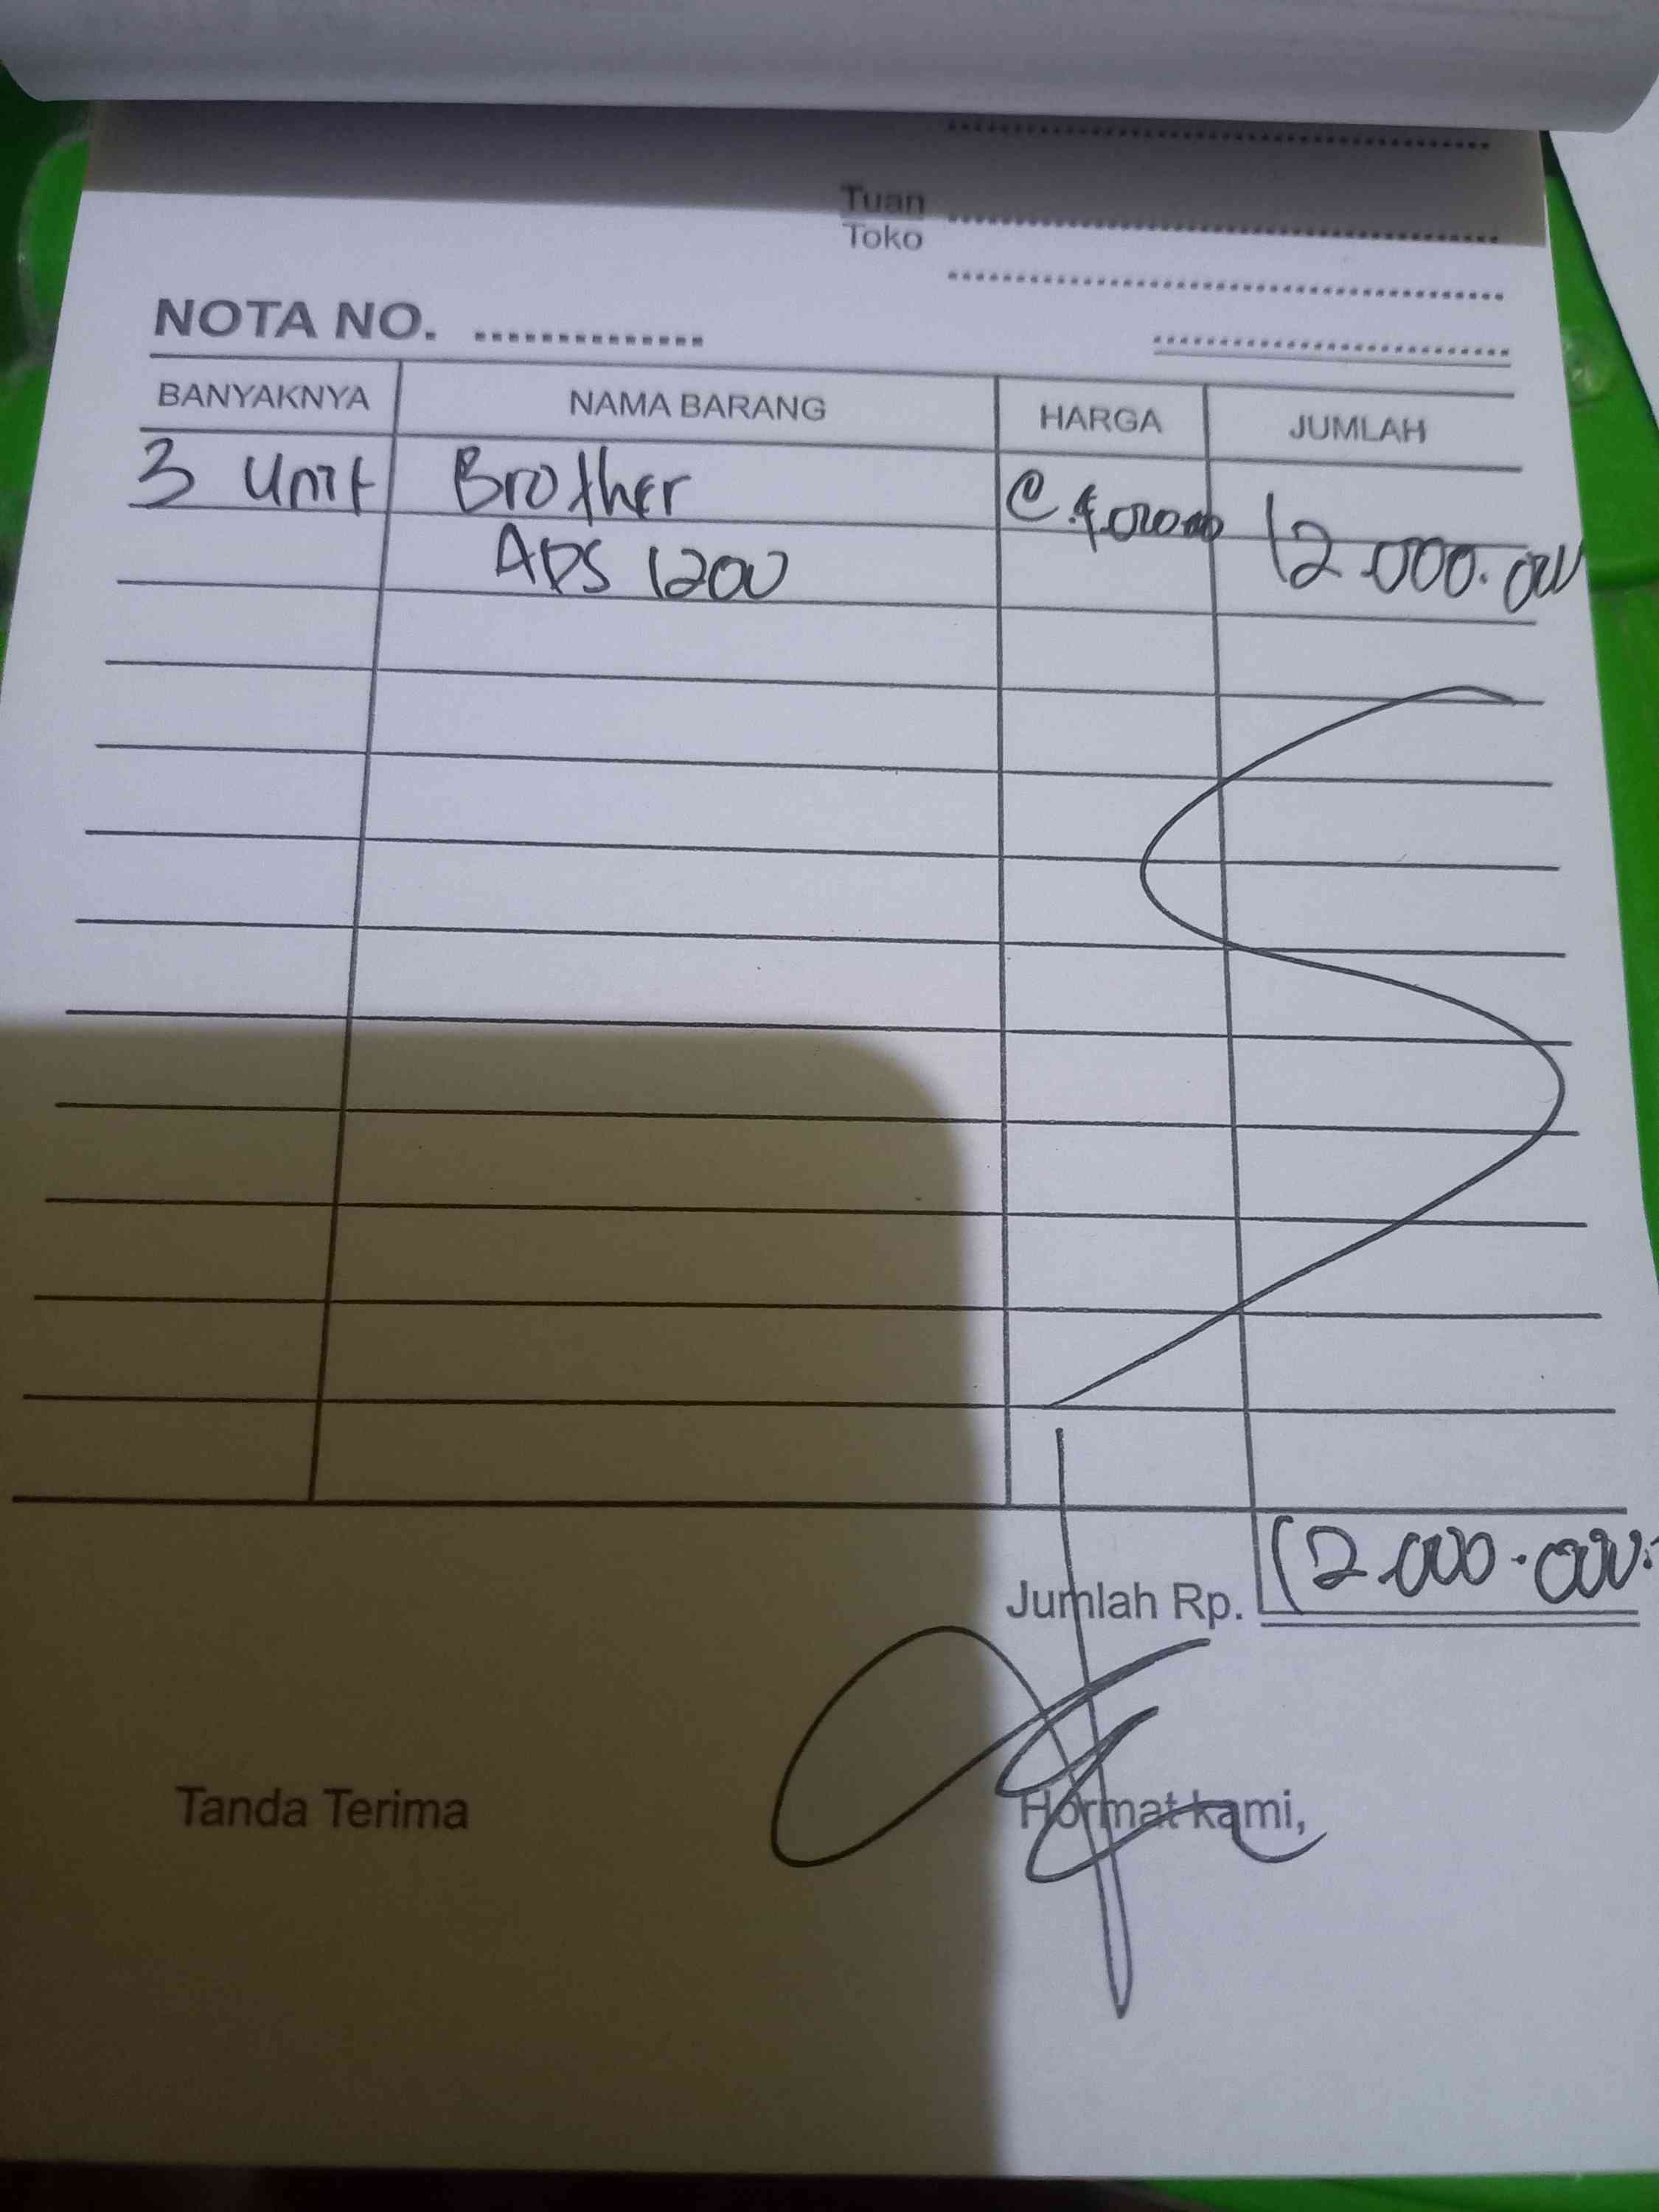 Tuan
Toko
NOTA NO. ...............
BANYAKNYA NAMA BARANG HARGA JUMLAH
3 Unit Brother @ 4.000.000 12.000.000
ADS 1200
Jumlah Rp. 12.000.000.
Tanda Terima Hormat kami,